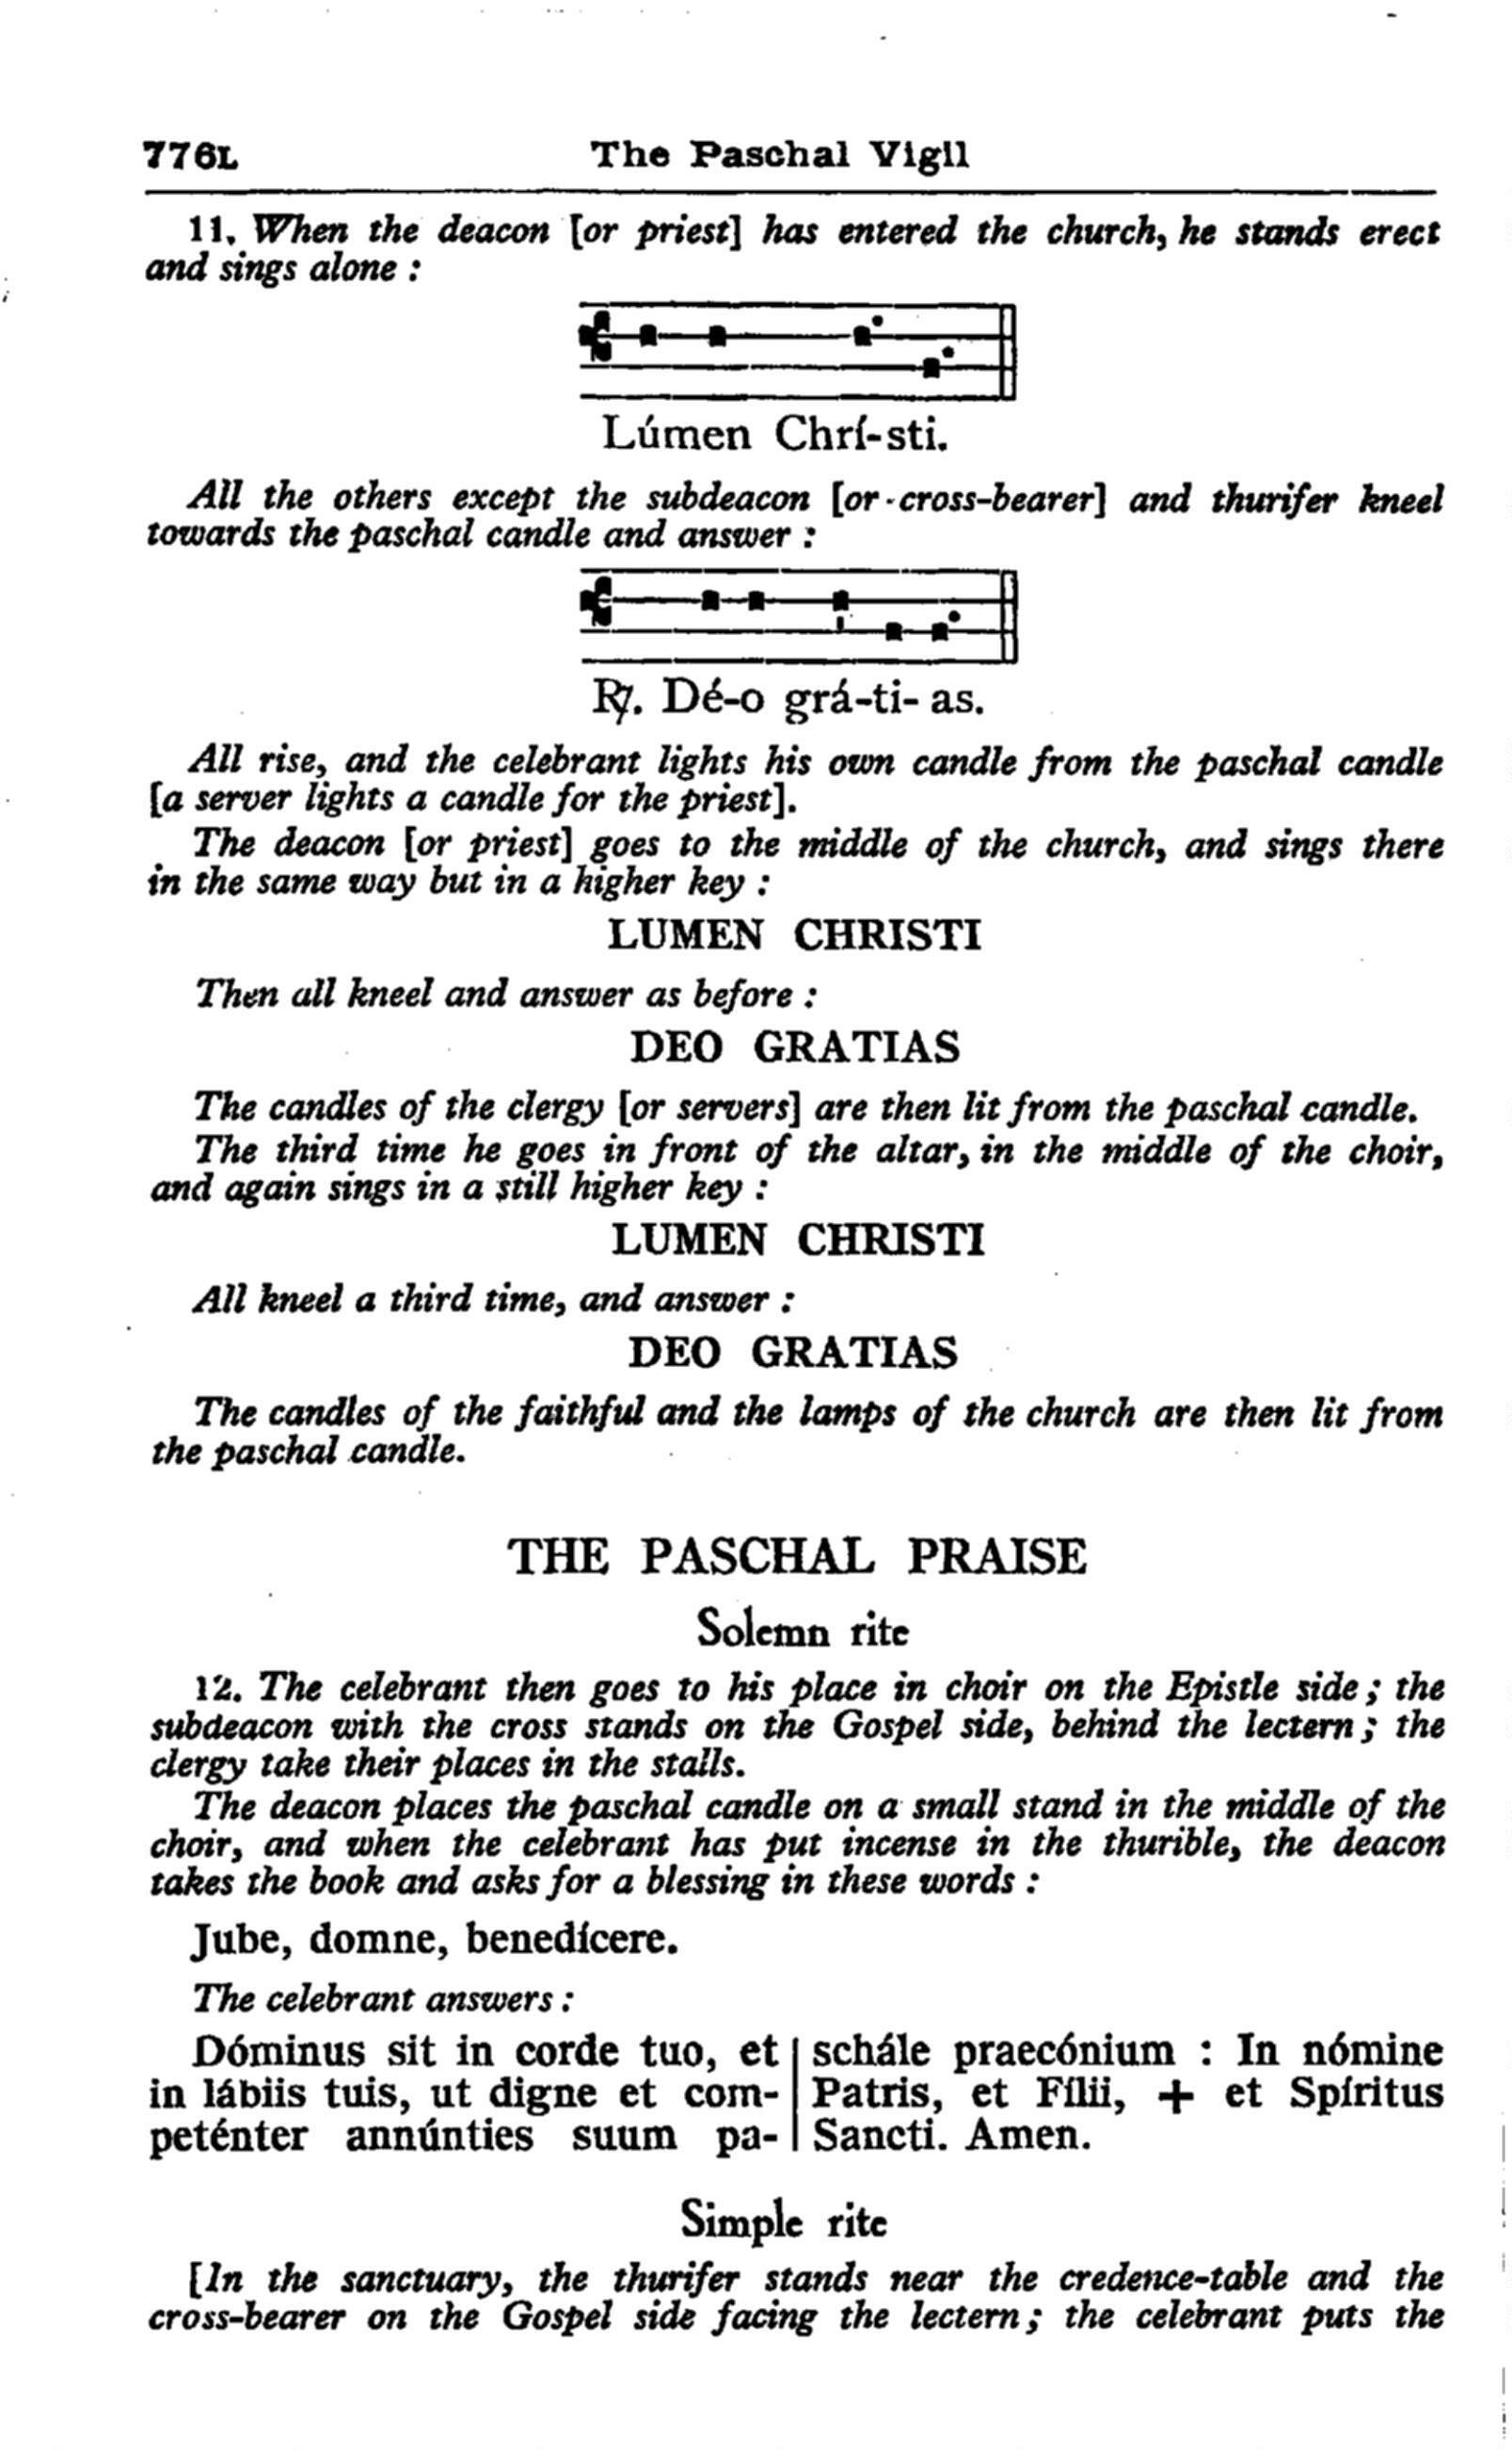 776L The Paschal Vigil
11. When the deacon [or priest] has entered the church, he stands erect
and sings alone :
Lúmen Chrí-sti.
All the others except the subdeacon [or cross-bearer] and thurifer kneel
towards the paschal candle and answer :
℟. Dé-o grá-ti- as.
All rise, and the celebrant lights his own candle from the paschal candle
[a server lights a candle for the priest].
The deacon [or priest] goes to the middle of the church, and sings there
in the same way but in a higher key :
LUMEN CHRISTI
Then all kneel and answer as before :
DEO GRATIAS
The candles of the clergy [or servers] are then lit from the paschal candle.
The third time he goes in front of the altar, in the middle of the choir,
and again sings in a still higher key :
LUMEN CHRISTI
All kneel a third time, and answer :
DEO GRATIAS
The candles of the faithful and the lamps of the church are then lit from
the paschal candle.
THE PASCHAL PRAISE
Solemn rite
12. The celebrant then goes to his place in choir on the Epistle side ; the
subdeacon with the cross stands on the Gospel side, behind the lectern ; the
clergy take their places in the stalls.
The deacon places the paschal candle on a small stand in the middle of the
choir, and when the celebrant has put incense in the thurible, the deacon
takes the book and asks for a blessing in these words :
Jube, domne, benedícere.
The celebrant answers :
Dóminus sit in corde tuo, et
in lábiis tuis, ut digne et com-
peténter annúnties suum pa-
schále praecónium : In nómine
Patris, et Fílii, + et Spíritus
Sancti. Amen.
Simple rite
[In the sanctuary, the thurifer stands near the credence-table and the
cross-bearer on the Gospel side facing the lectern ; the celebrant puts the